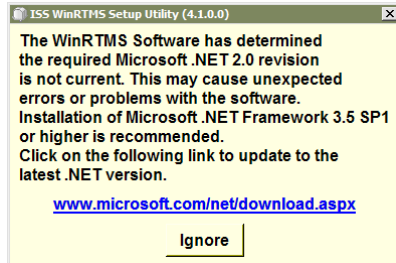 ISS WinRTMS Setup Utility (4.1.0.0)
The WinRTMS Software has determined
the required Microsoft .NET 2.0 revision
is not current. This may cause unexpected
errors or problems with the software.
Installation of Microsoft .NET Framework 3.5 SP1
or higher is recommended.
Click on the following link to update to the
latest .NET version.
www.microsoft.com/net/download.aspx
Ignore